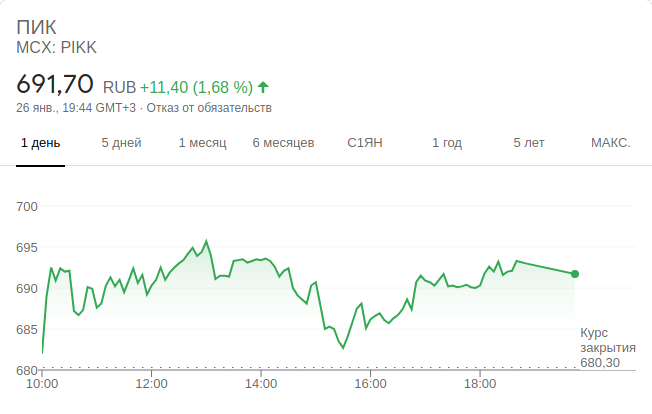 ПИК
MCX: PIKK
691,70 RUB +11,40 (1,68 %)
26 янв., 19:44 GMT+3 · Отказ от обязательств
1 день 5 дней 1 месяц 6 месяцев С1ЯН 1 год 5 лет МАКС.
700
695
690
685
680
Курс
закрытия
680,30
10:00 12:00 14:00 16:00 18:00